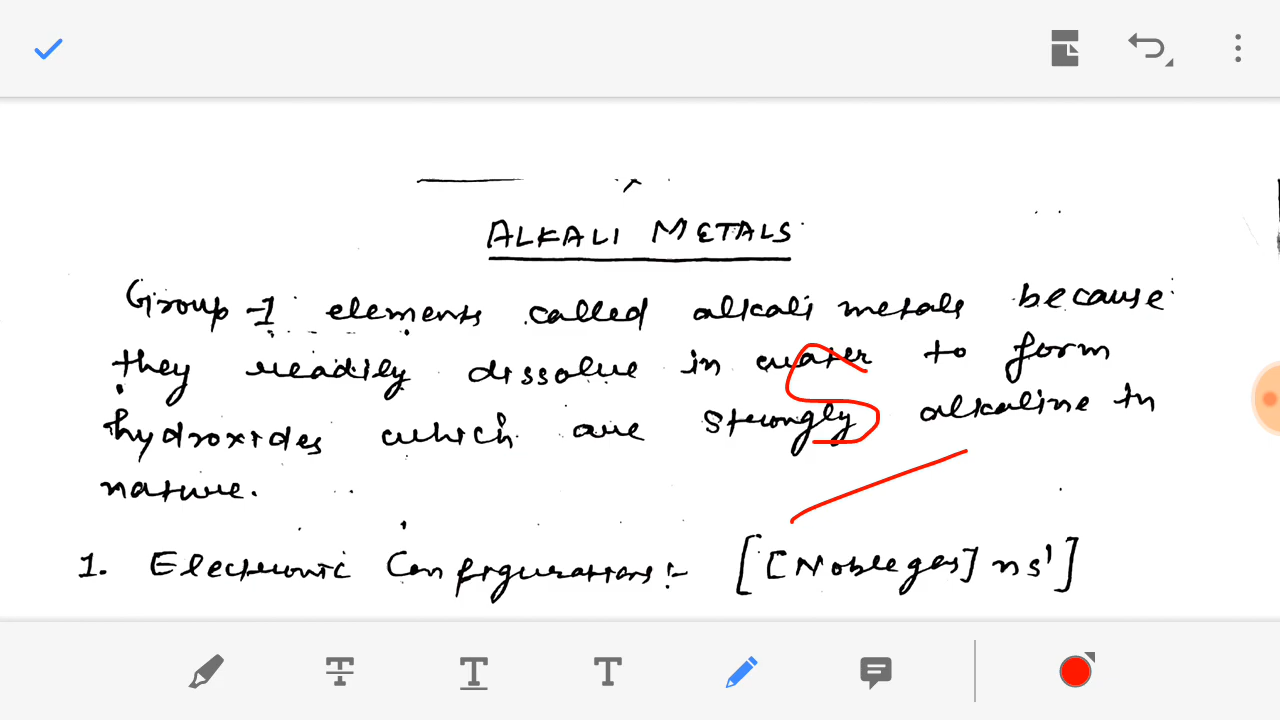 ALKALI METALS
Group-1 elements called alkali metals because
they readily dissolve in water to form
hydroxides which are strongly alkaline in
nature.
1. Electronic Configurations:- [[Noble gas] ns¹]